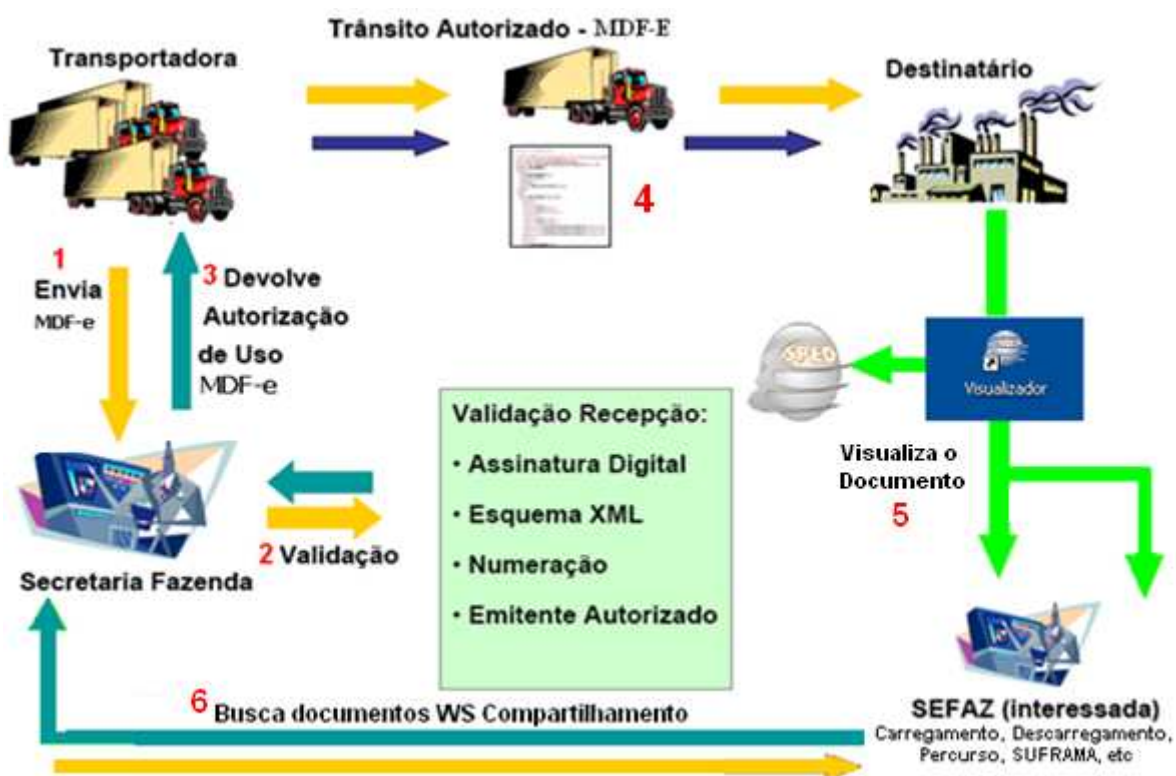 Trânsito Autorizado - MDF-E
Transportadora
Destinatário
4
1
Envia
MDF-e
3 Devolve
Autorização
de Uso
MDF-e
SPED
Visualizador
Validação Recepção:
• Assinatura Digital
• Esquema XML
• Numeração
• Emitente Autorizado
Visualiza o
Documento
5
2 Validação
Secretaria Fazenda
6 Busca documentos WS Compartilhamento
SEFAZ (interessada)
Carregamento, Descarregamento,
Percurso, SUFRAMA, etc